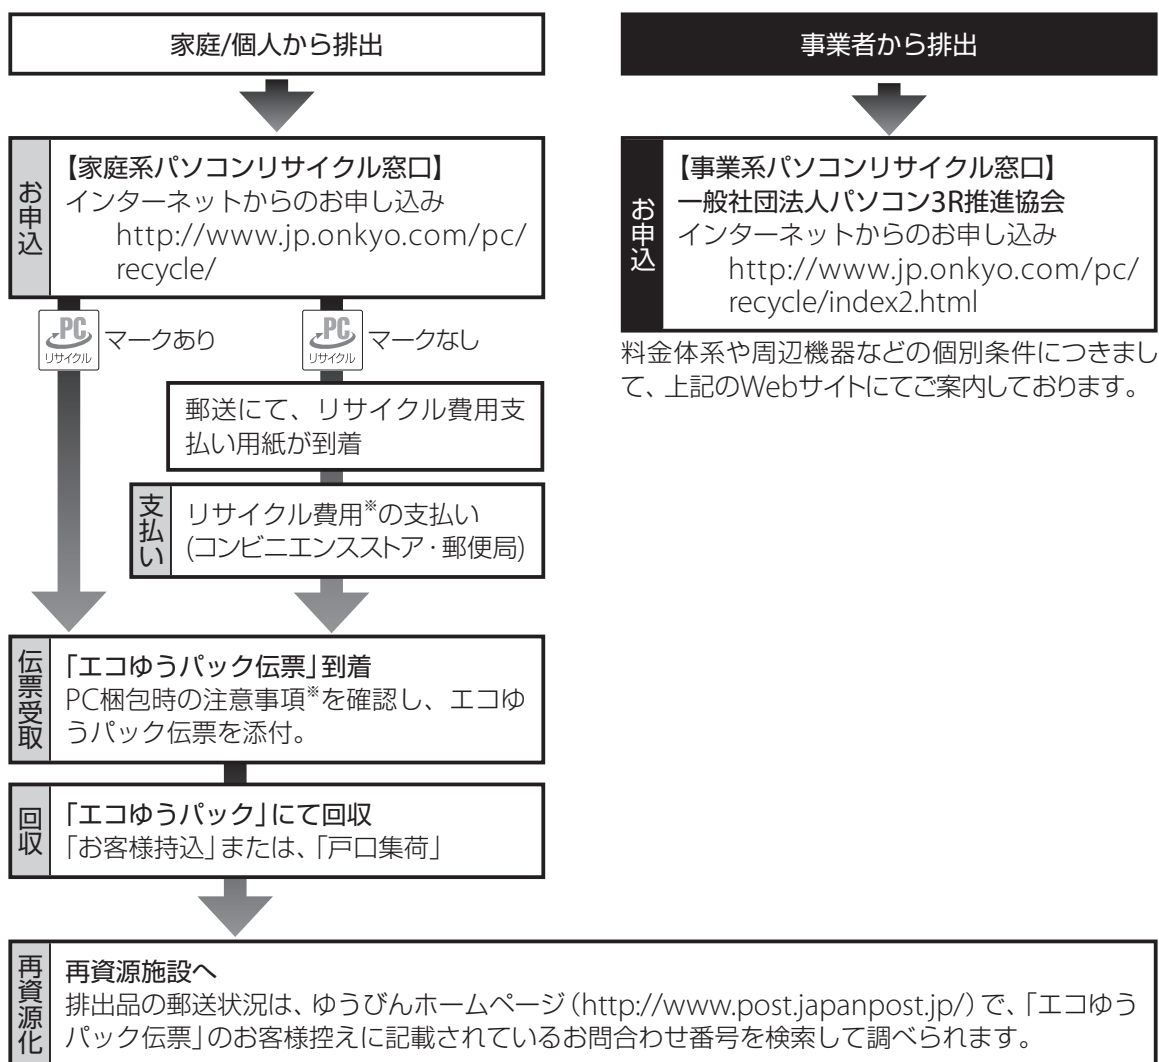 家庭/個人から排出
お申込
【家庭系パソコンリサイクル窓口】
インターネットからのお申し込み
http://www.jp.onkyo.com/pc/
recycle/
PC
リサイクル
マークあり
PC
リサイクル
マークなし
郵送にて、リサイクル費用支
払い用紙が到着
支払い
リサイクル費用※の支払い
(コンビニエンスストア・郵便局)
伝票受取
「エコゆうパック伝票」到着
PC梱包時の注意事項※を確認し、エコゆ
うパック伝票を添付。
回収
「エコゆうパック」にて回収
「お客様持込」または、「戸口集荷」
事業者から排出
お申込
【事業系パソコンリサイクル窓口】
一般社団法人パソコン3R推進協会
インターネットからのお申し込み
http://www.jp.onkyo.com/pc/
recycle/index2.html
料金体系や周辺機器などの個別条件につきまし
て、上記のWebサイトにてご案内しております。
再資源化
再資源施設へ
排出品の郵送状況は、ゆうびんホームページ(http://www.post.japanpost.jp/)で、「エコゆう
パック伝票」のお客様控えに記載されているお問合わせ番号を検索して調べられます。